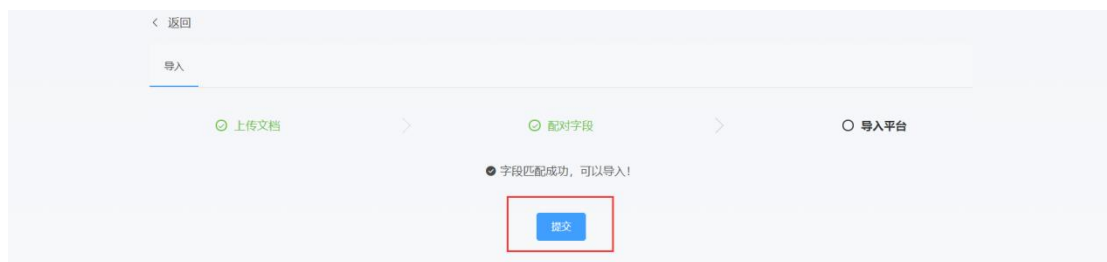 返回
导入
上传文档
配对字段
导入平台
字段匹配成功，可以导入！
提交